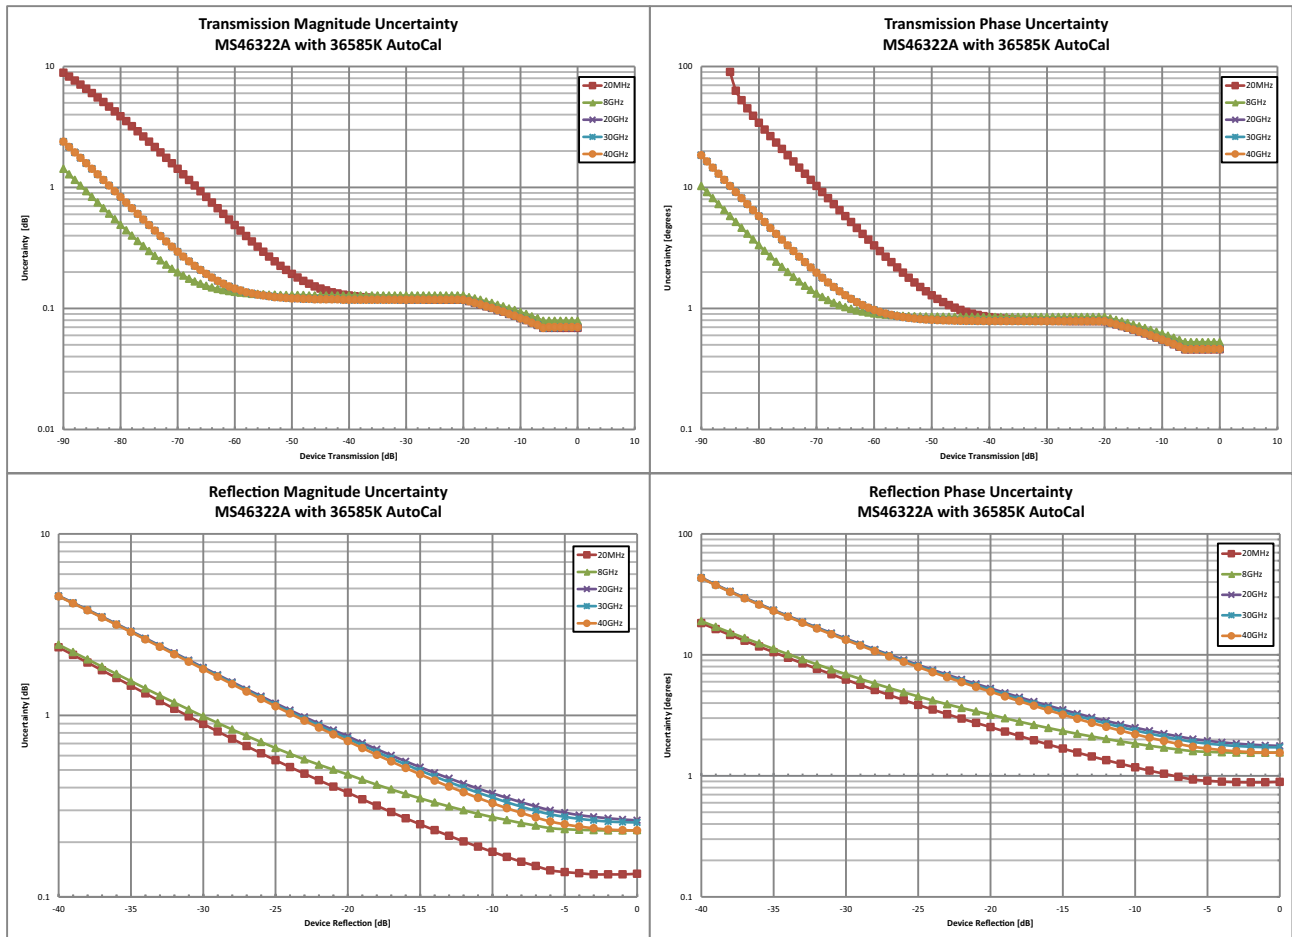 Transmission Magnitude Uncertainty
MS46322A with 36585K AutoCal
10
1
0.1
0.01
Uncertainty [dB]
-90 -80 -70 -60 -50 -40 -30 -20 -10 0 10
Device Transmission [dB]
20MHz
8GHz
20GHz
30GHz
40GHz
Transmission Phase Uncertainty
MS46322A with 36585K AutoCal
100
10
1
0.1
Uncertainty [degrees]
-90 -80 -70 -60 -50 -40 -30 -20 -10 0 10
Device Transmission [dB]
20MHz
8GHz
20GHz
30GHz
40GHz
Reflection Magnitude Uncertainty
MS46322A with 36585K AutoCal
10
1
0.1
Uncertainty [dB]
-40 -35 -30 -25 -20 -15 -10 -5 0
Device Reflection [dB]
20MHz
8GHz
20GHz
30GHz
40GHz
Reflection Phase Uncertainty
MS46322A with 36585K AutoCal
100
10
1
0.1
Uncertainty [degrees]
-40 -35 -30 -25 -20 -15 -10 -5 0
Device Reflection [dB]
20MHz
8GHz
20GHz
30GHz
40GHz